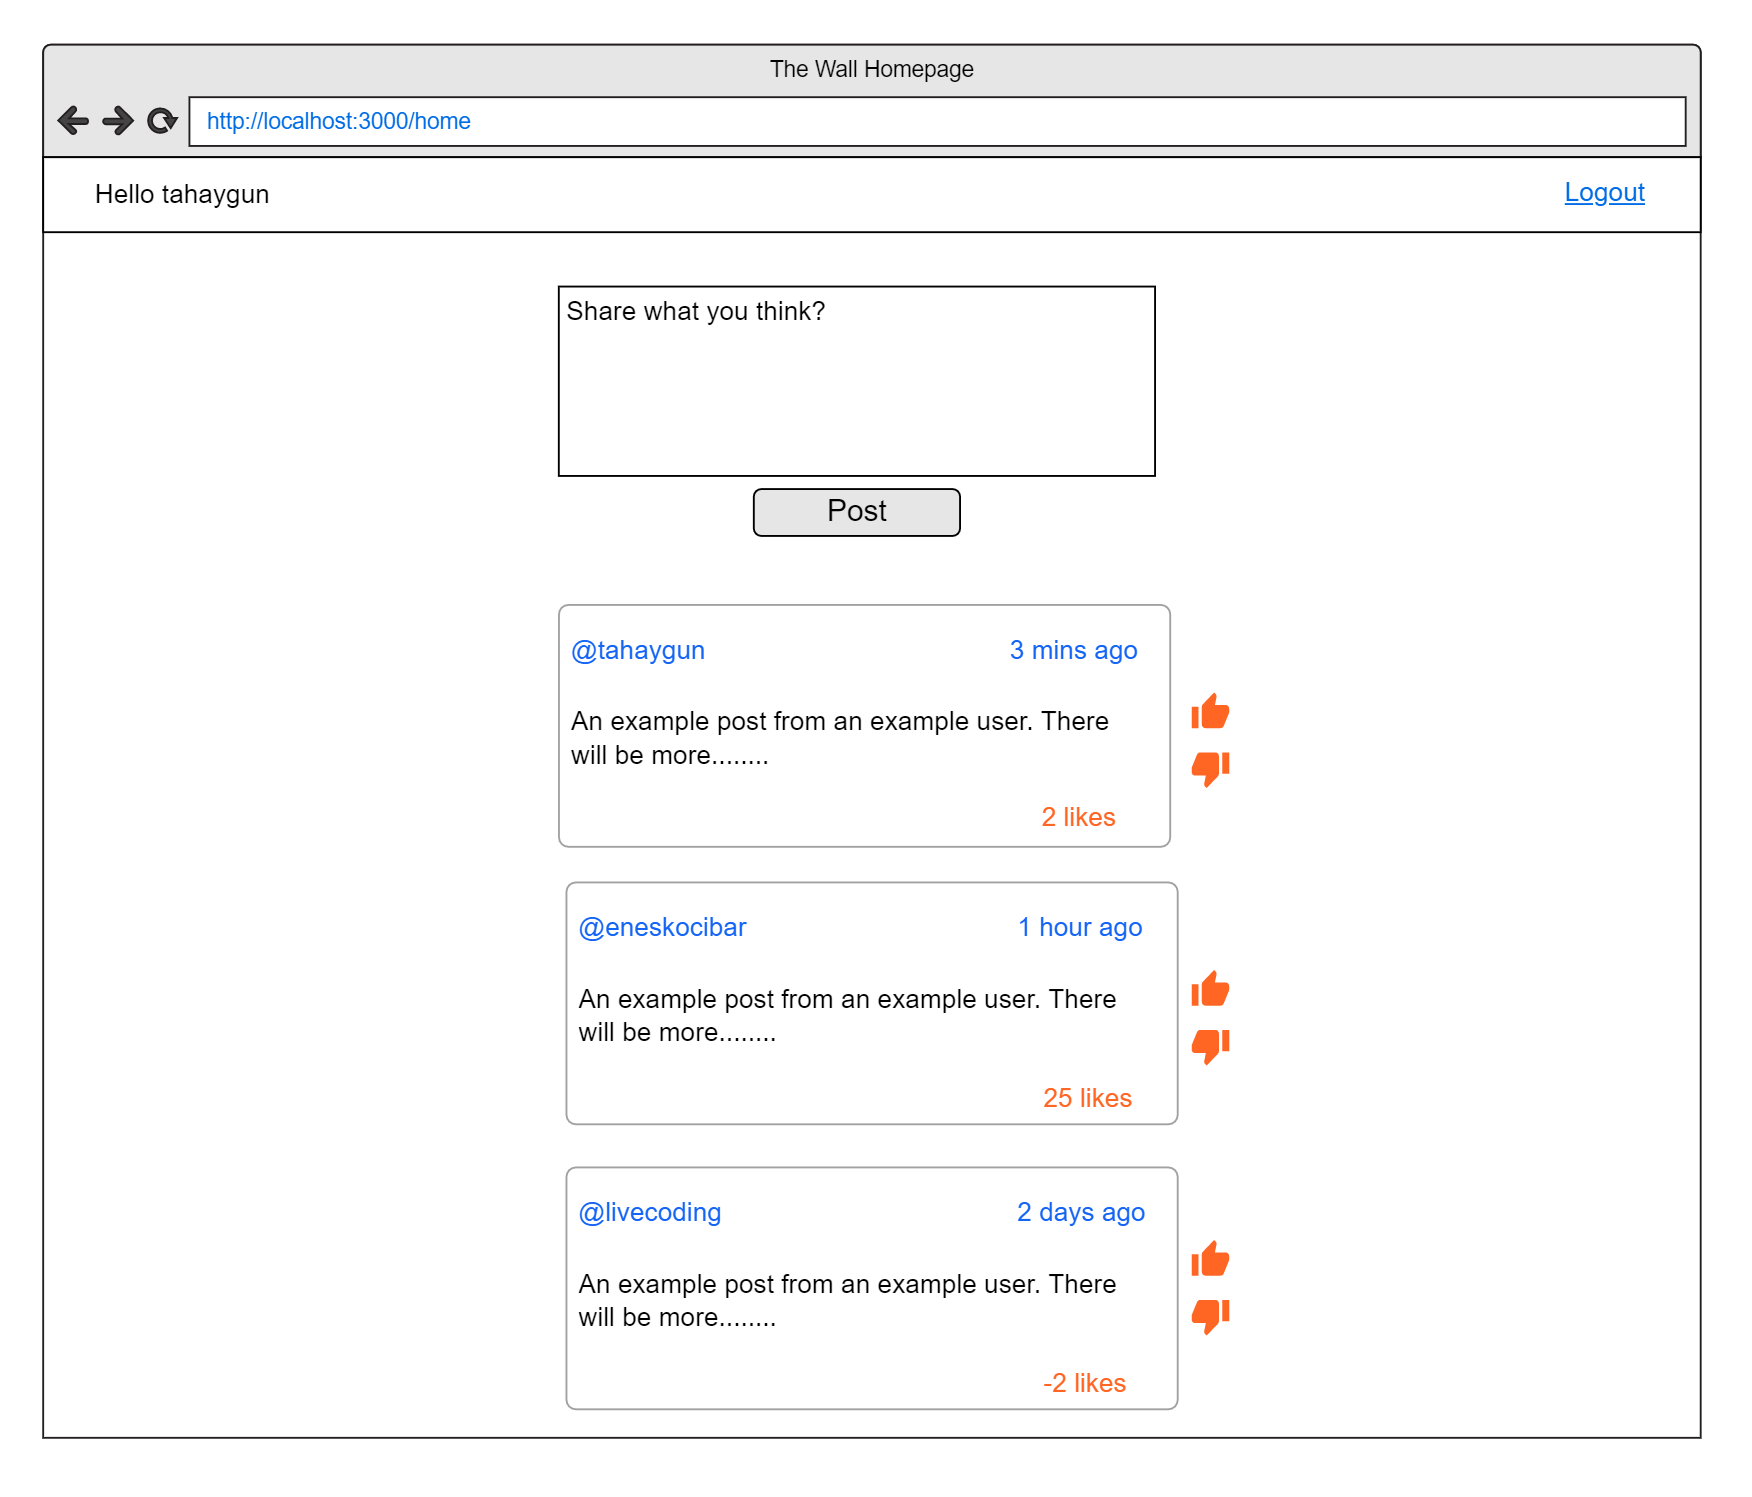 The Wall Homepage
http://localhost:3000/home
Hello tahaygun
Logout
Share what you think?
Post
@tahaygun
3 mins ago
An example post from an example user. There
will be more........
2 likes
@eneskocibar
1 hour ago
An example post from an example user. There
will be more........
25 likes
@livecoding
2 days ago
An example post from an example user. There
will be more........
-2 likes